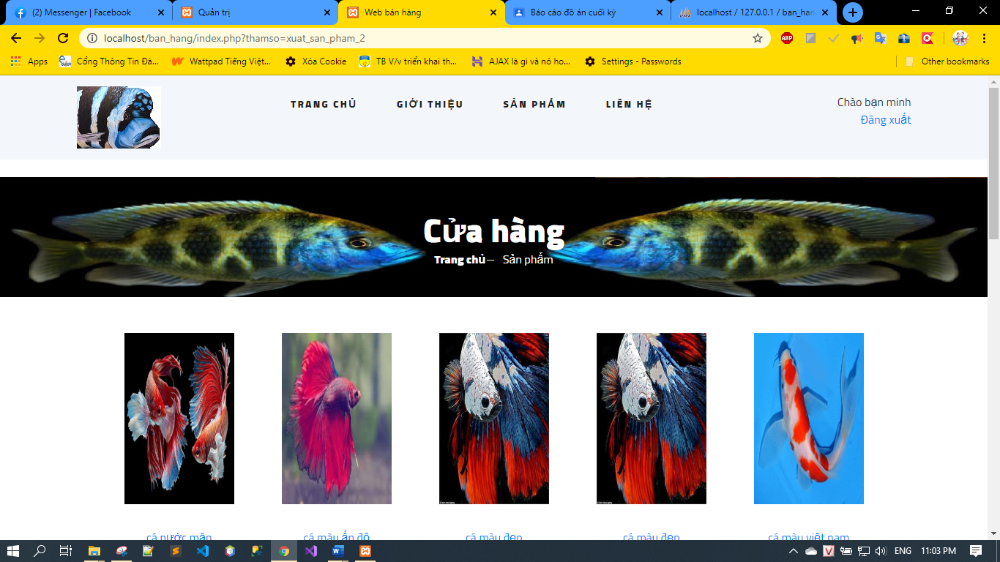 (2) Messenger | Facebook
Quản trị
Web bán hàng
Báo cáo đồ án cuối kỳ
localhost / 127.0.0.1 / ban_han
localhost/ban_hang/index.php?thamso=xuat_san_pham_2
ABP
Apps
Cổng Thông Tin Đà...
Wattpad Tiếng Việt...
Xóa Cookie
TB V/v triển khai th...
AJAX là gì và nó ho...
Settings - Passwords
Other bookmarks
TRANG CHỦ
GIỚI THIỆU
SẢN PHẨM
LIÊN HỆ
Chào bạn minh
Đăng xuất
Cửa hàng
Trang chủ— Sản phẩm
cá nước mặn
cá màu ấn độ
cá màu đẹp
cá màu đẹp
cá màu việt nam
ENG
11:03 PM